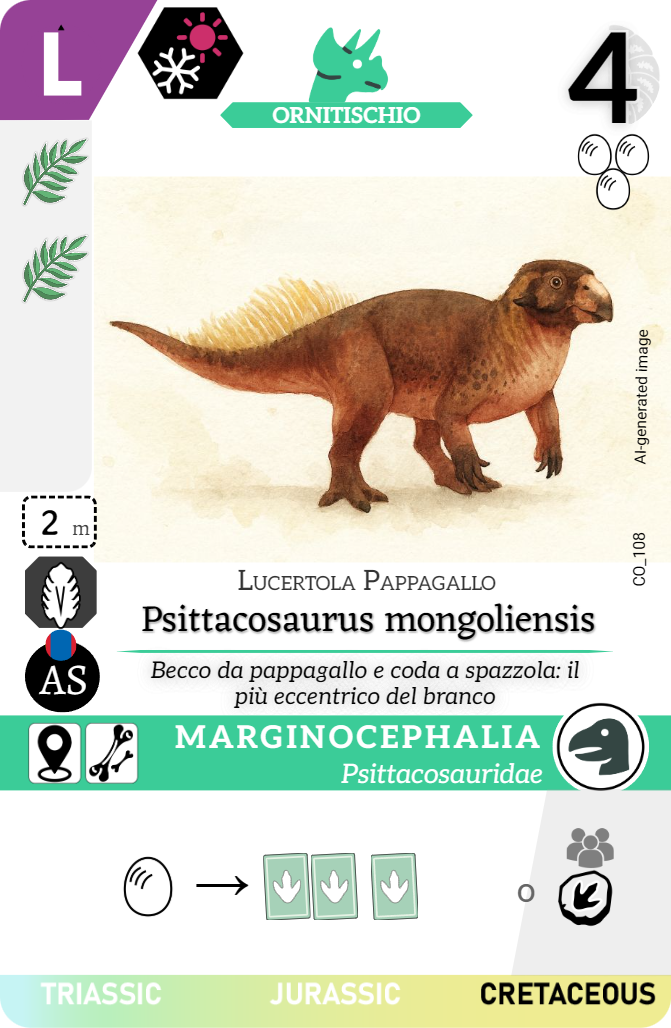 L
ORNITISCHIO
4
AI-generated image
2 m
CO_108
Lucertola Pappagallo
Psittacosaurus mongoliensis
AS
Becco da pappagallo e coda a spazzola: il
più eccentrico del branco
MARGINOCEPHALIA
Psittacosauridae
o
TRIASSIC JURASSIC CRETACEOUS